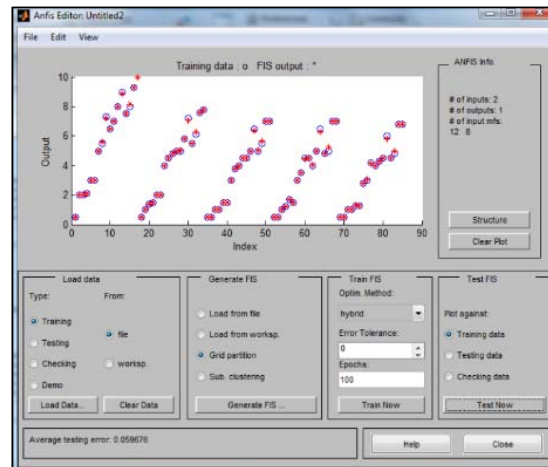 Anfis Editor: Untitled2
File Edit View
Training data : o FIS output : *
10
8
6
4
2
0
Output
0 10 20 30 40 50 60 70 80 90
Index
ANFIS Info.
# of inputs: 2
# of outputs: 1
# of input mfs:
12 8
Structure
Clear Plot
Load data
Type: From:
Training
Testing
Checking
Demo
file
worksp.
Load Data... Clear Data
Generate FIS
Load from file
Load from worksp.
Grid partition
Sub. clustering
Generate FIS ...
Train FIS
Optim. Method:
hybrid
Error Tolerance:
0
Epochs:
100
Train Now
Test FIS
Plot against:
Training data
Testing data
Checking data
Test Now
Average testing error: 0.059676
Help Close